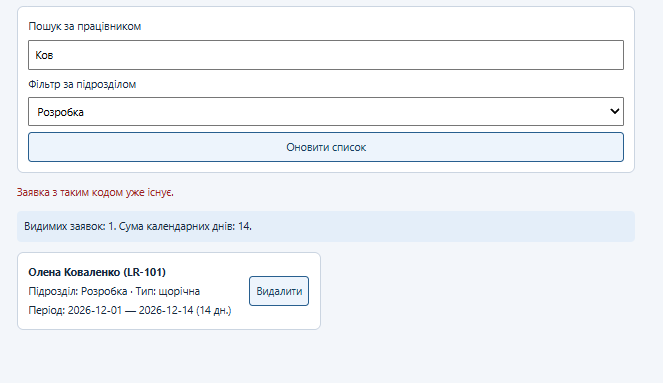 Пошук за працівником
Ков
Фільтр за підрозділом
Розробка
Оновити список
Заявка з таким кодом уже існує.
Видимих заявок: 1. Сума календарних днів: 14.
Олена Коваленко (LR-101)
Підрозділ: Розробка · Тип: щорічна
Період: 2026-12-01 — 2026-12-14 (14 дн.)
Видалити